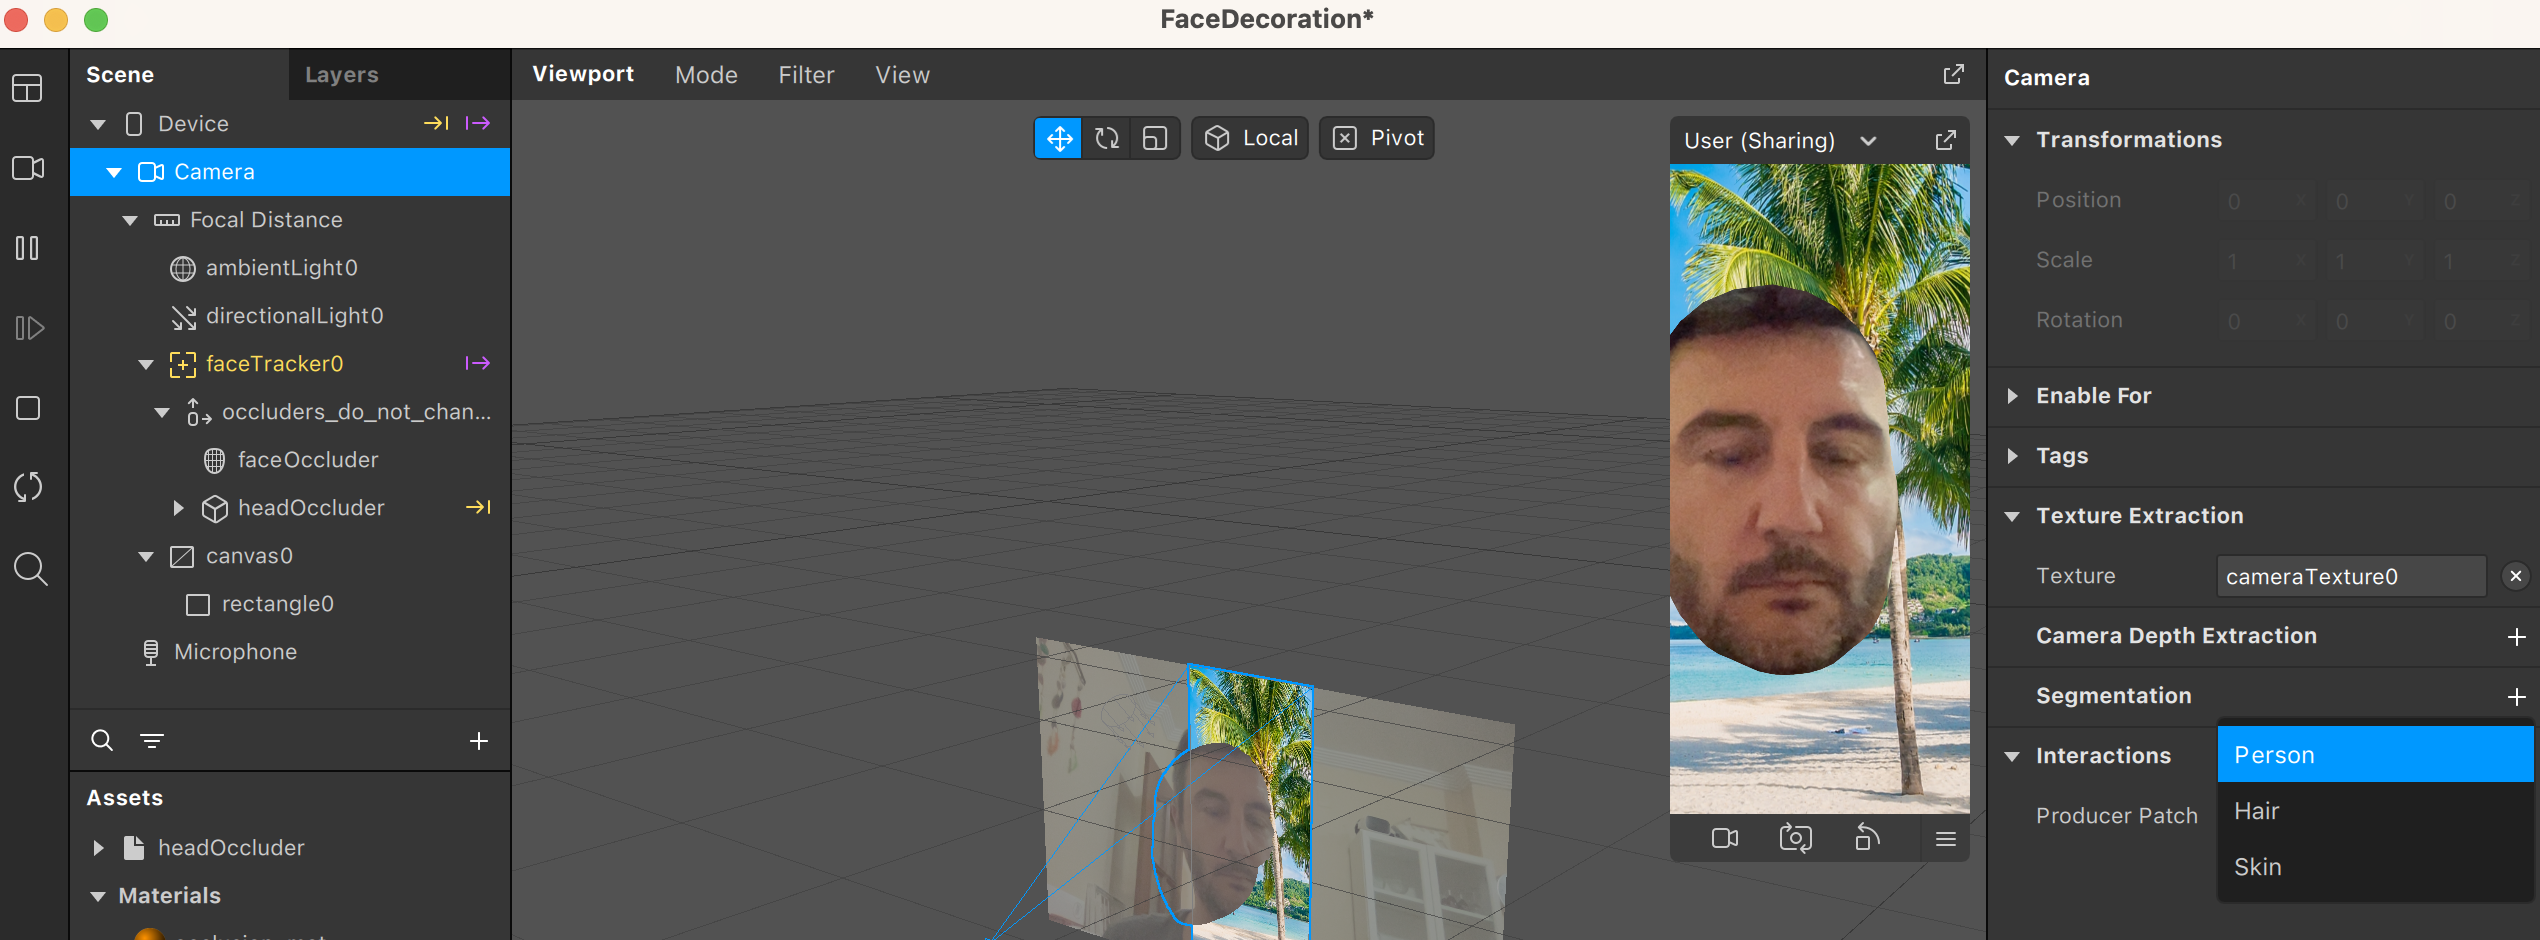 FaceDecoration*
Scene
Layers
Device
Camera
Focal Distance
ambientLight0
directionalLight0
faceTracker0
occluders_do_not_chan...
faceOccluder
headOccluder
canvas0
rectangle0
Microphone
Assets
headOccluder
Materials
Viewport Mode Filter View
Local
Pivot
User (Sharing)
Camera
Transformations
Position 0 X 0 Y 0 Z
Scale 1 X 1 Y 1 Z
Rotation 0 X 0 Y 0 Z
Enable For
Tags
Texture Extraction
Texture cameraTexture0
Camera Depth Extraction
Segmentation
Interactions
Producer Patch
Person
Hair
Skin